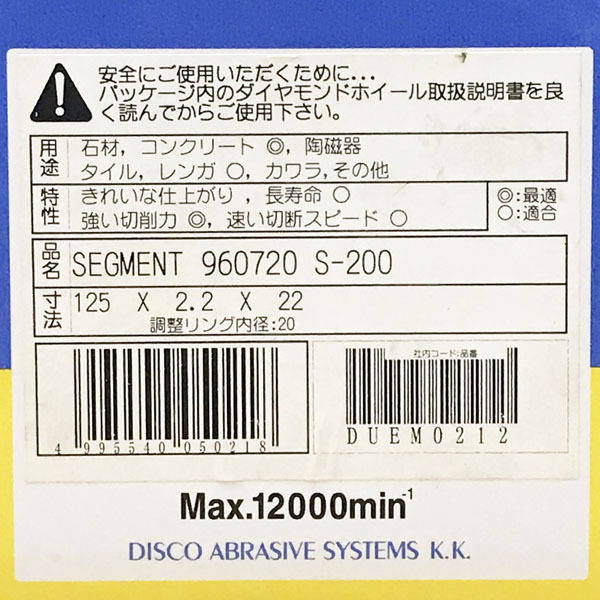 安全にご使用いただくために...
パッケージ内のダイヤモンドホイール取扱説明書を良
く読んでからご使用下さい。
用途
石材, コンクリート ◎, 陶磁器
タイル, レンガ ○, カワラ,その他
特性
きれいな仕上がり , 長寿命 ○
強い切削力 ◎, 速い切断スピード ○
◎:最適
○:適合
品名
SEGMENT 960720 S-200
寸法
125 X 2.2 X 22
調整リング内径:20
4 995540 050218
社内コード:品番
DUEM0212
Max.12000min⁻¹
DISCO ABRASIVE SYSTEMS K.K.